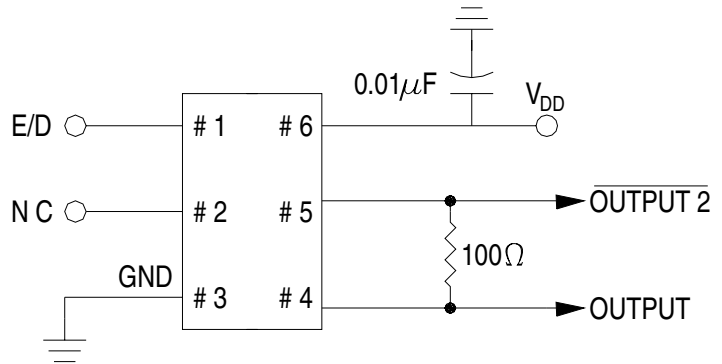 0.01µF
V_DD
E/D
# 1
# 6
N C
# 2
# 5
OUTPUT 2
100Ω
GND
# 3
# 4
OUTPUT